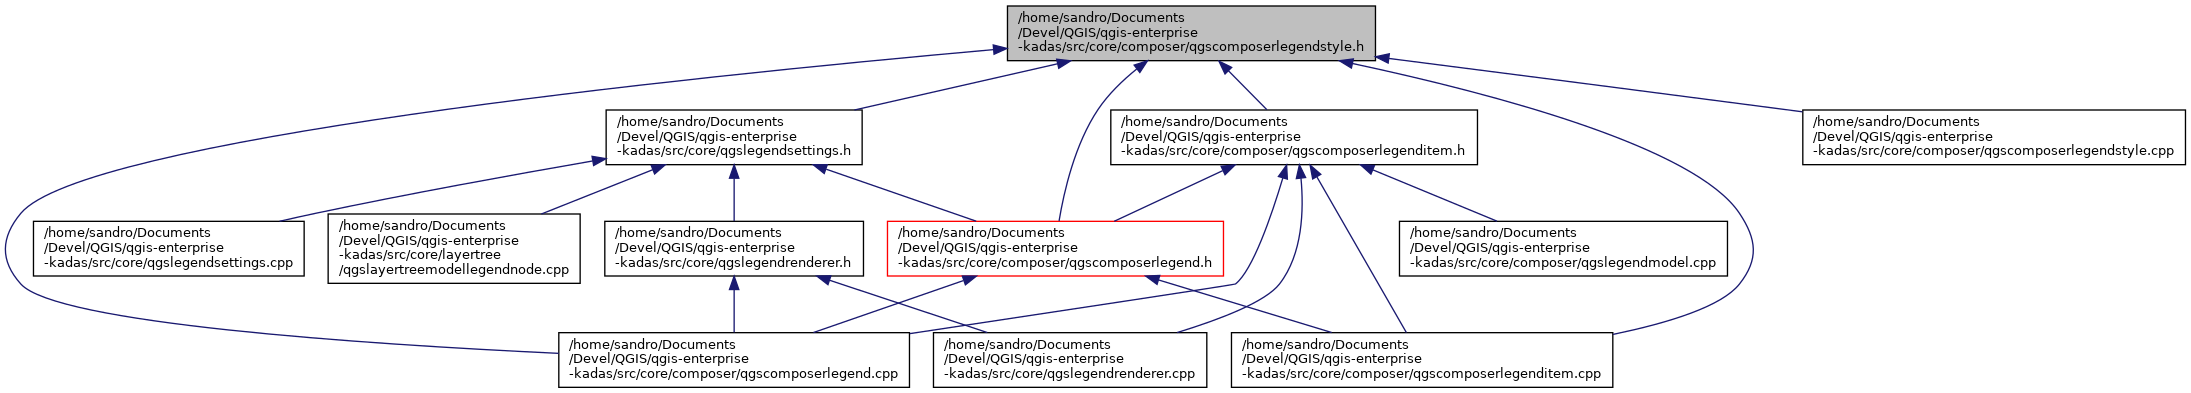 /home/sandro/Documents
/Devel/QGIS/qgis-enterprise
-kadas/src/core/composer/qgscomposerlegendstyle.h
/home/sandro/Documents
/Devel/QGIS/qgis-enterprise
-kadas/src/core/qgslegendsettings.h
/home/sandro/Documents
/Devel/QGIS/qgis-enterprise
-kadas/src/core/composer/qgscomposerlegenditem.h
/home/sandro/Documents
/Devel/QGIS/qgis-enterprise
-kadas/src/core/composer/qgscomposerlegendstyle.cpp
/home/sandro/Documents
/Devel/QGIS/qgis-enterprise
-kadas/src/core/qgslegendsettings.cpp
/home/sandro/Documents
/Devel/QGIS/qgis-enterprise
-kadas/src/core/layertree
/qgslayertreemodellegendnode.cpp
/home/sandro/Documents
/Devel/QGIS/qgis-enterprise
-kadas/src/core/qgslegendrenderer.h
/home/sandro/Documents
/Devel/QGIS/qgis-enterprise
-kadas/src/core/composer/qgscomposerlegend.h
/home/sandro/Documents
/Devel/QGIS/qgis-enterprise
-kadas/src/core/composer/qgslegendmodel.cpp
/home/sandro/Documents
/Devel/QGIS/qgis-enterprise
-kadas/src/core/composer/qgscomposerlegend.cpp
/home/sandro/Documents
/Devel/QGIS/qgis-enterprise
-kadas/src/core/qgslegendrenderer.cpp
/home/sandro/Documents
/Devel/QGIS/qgis-enterprise
-kadas/src/core/composer/qgscomposerlegenditem.cpp